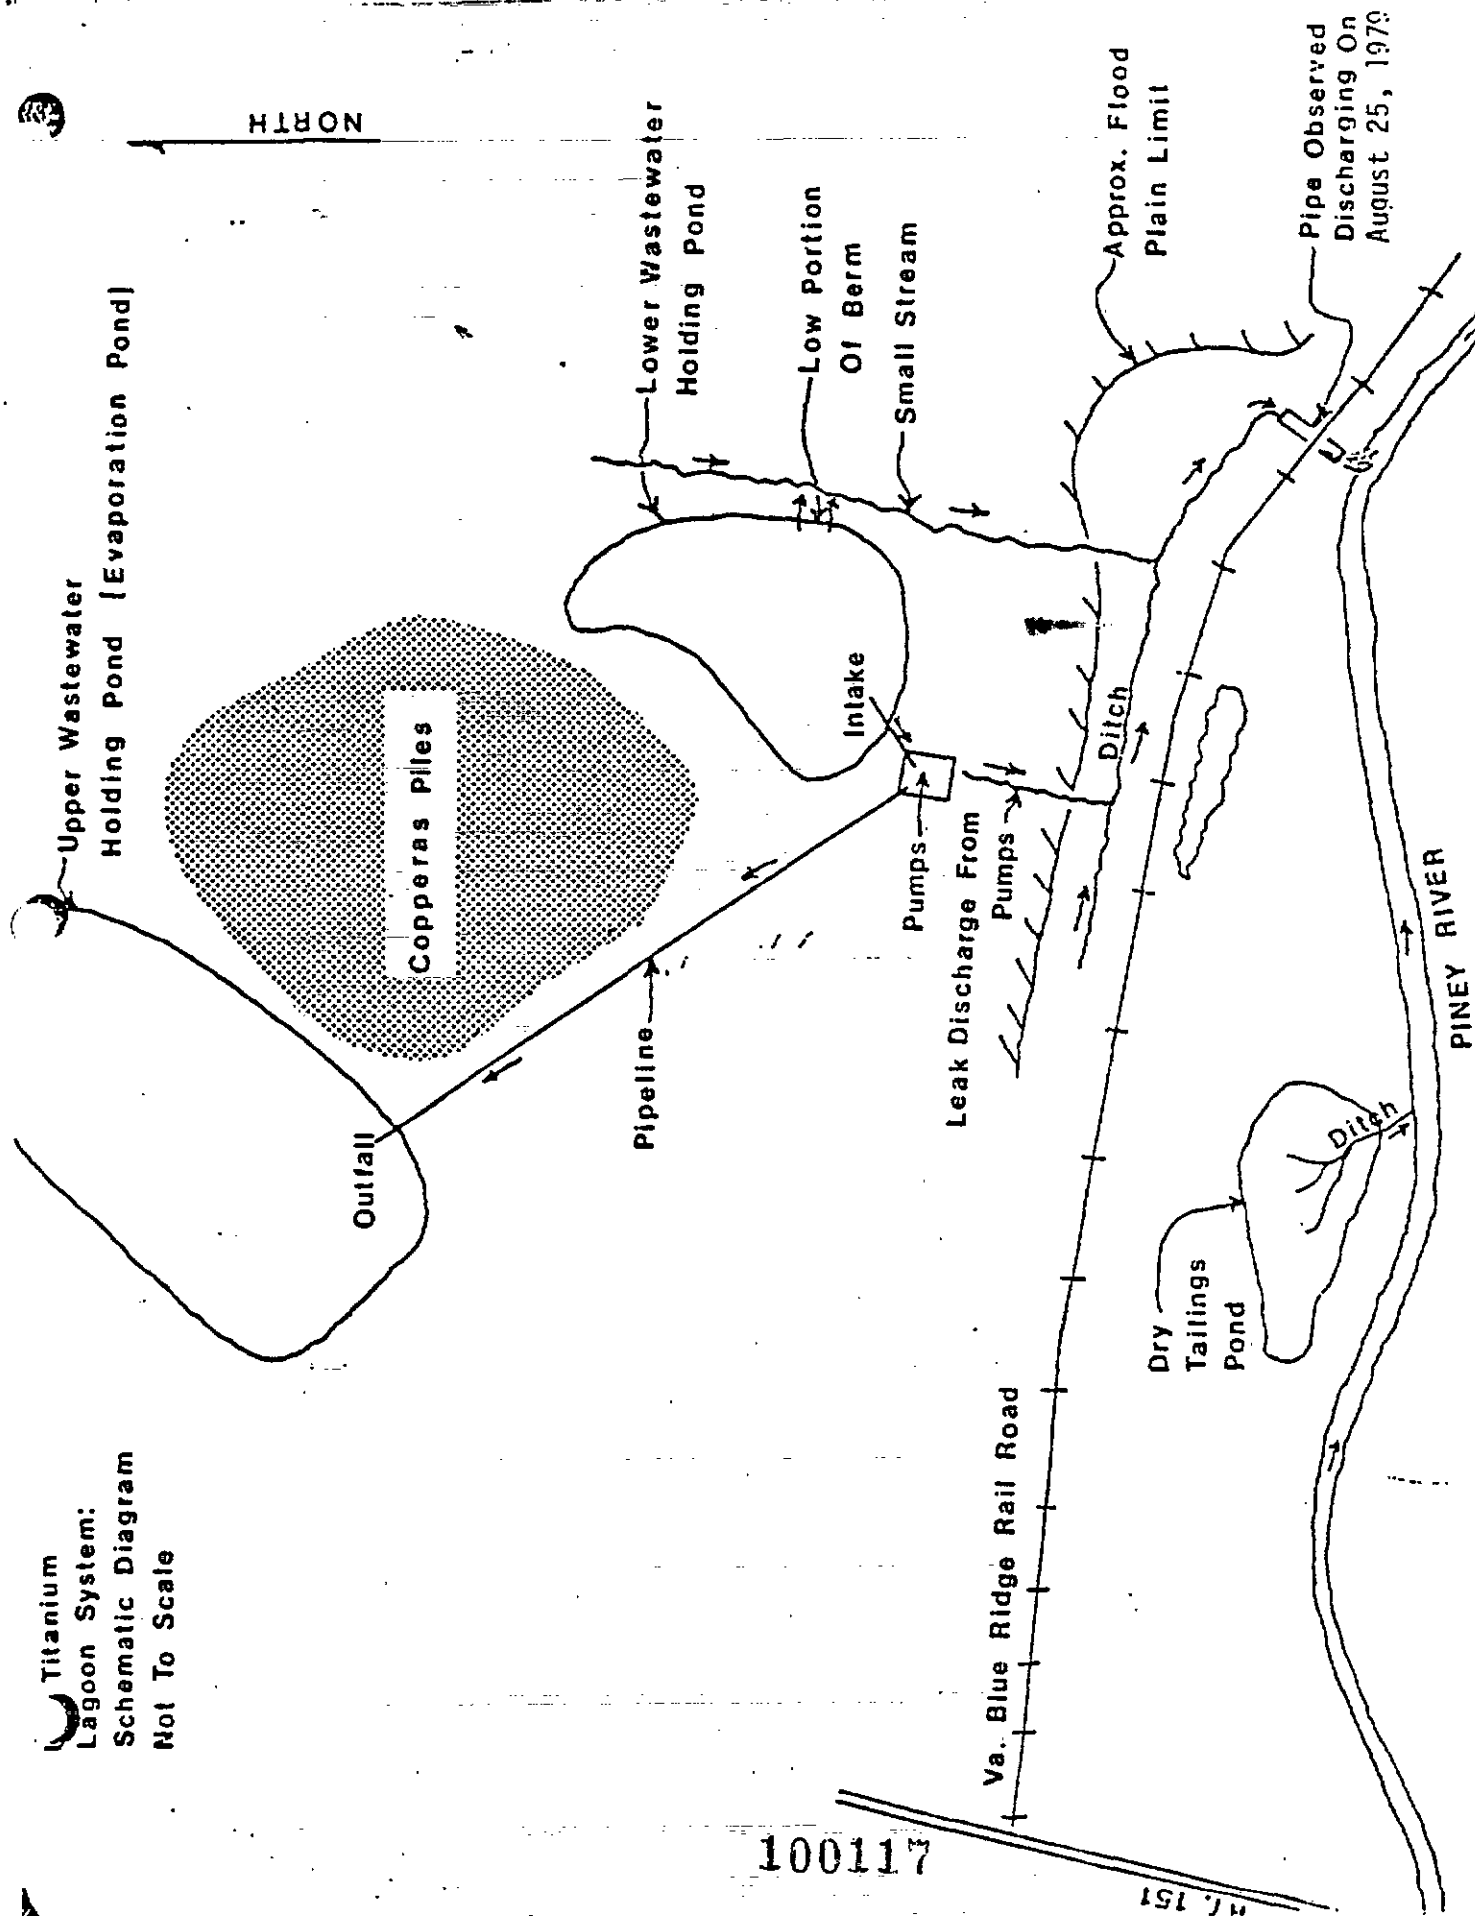 Titanium
Lagoon System:
Schematic Diagram
Not To Scale
Upper Wastewater
Holding Pond [Evaporation Pond]
NORTH
Outfall
Copperas Piles
Pipeline
Lower Wastewater
Holding Pond
Low Portion
Of Berm
Small Stream
Intake
Pumps
Leak Discharge From
Pumps
Ditch
Approx. Flood
Plain Limit
Pipe Observed
Discharging On
August 25, 1979
Va. Blue Ridge Rail Road
Dry
Tailings
Pond
Ditch
PINEY RIVER
Rt. 151
100117